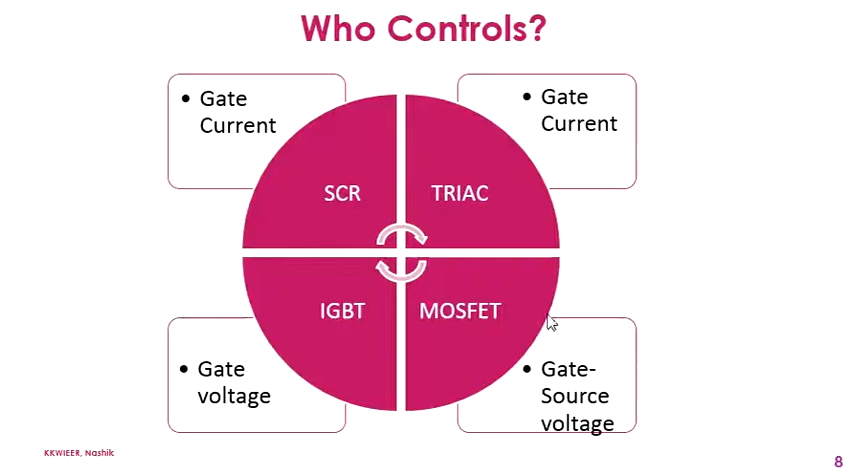 Who Controls?
• Gate
Current
• Gate
Current
SCR
TRIAC
IGBT
MOSFET
• Gate
voltage
• Gate-
Source
voltage
KKWIEER, Nashik
8